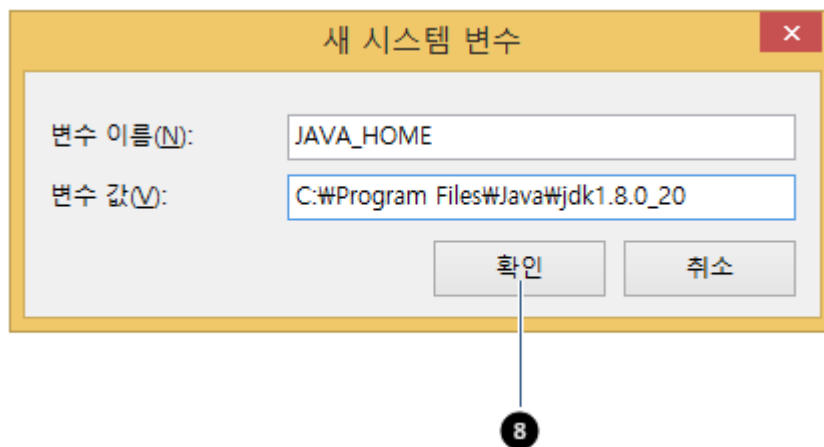 새 시스템 변수
변수 이름(N):
JAVA_HOME
변수 값(V):
C:₩Program Files₩Java₩jdk1.8.0_20
확인
취소
8